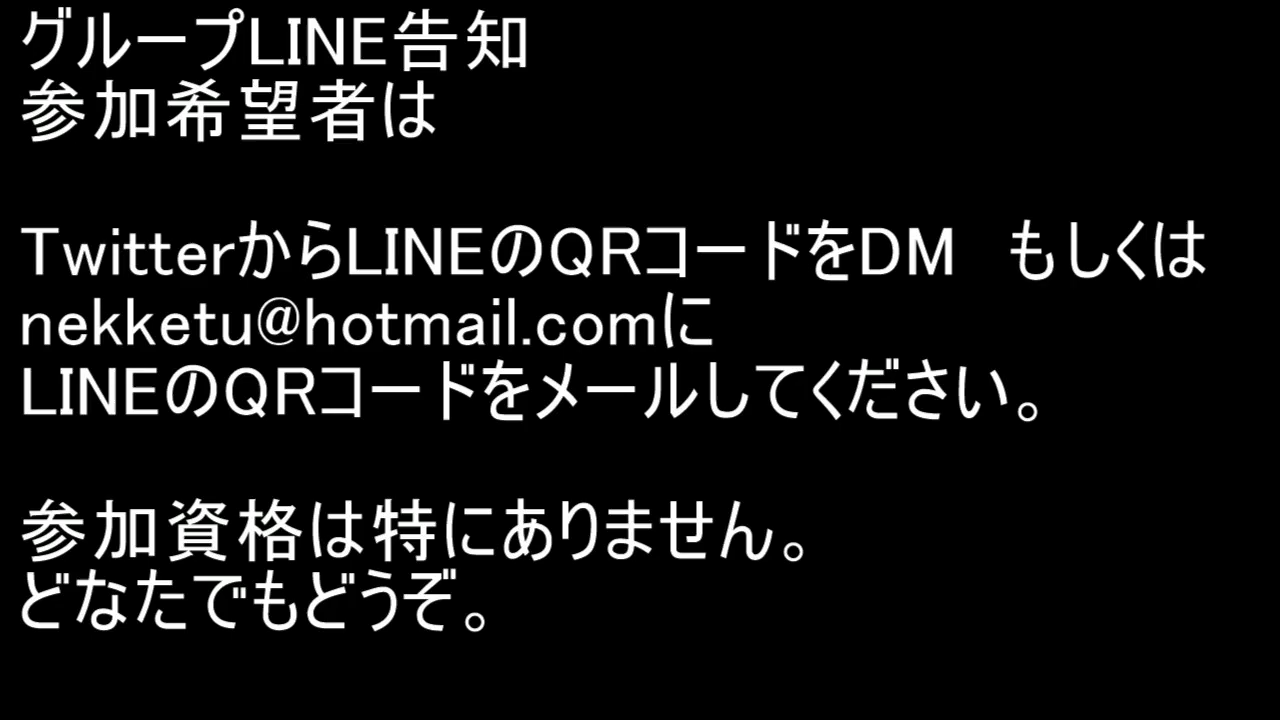 グループLINE告知
参加希望者は
TwitterからLINEのQRコードをDM　もしくは
nekketu@hotmail.comに
LINEのQRコードをメールしてください。
参加資格は特にありません。
どなたでもどうぞ。